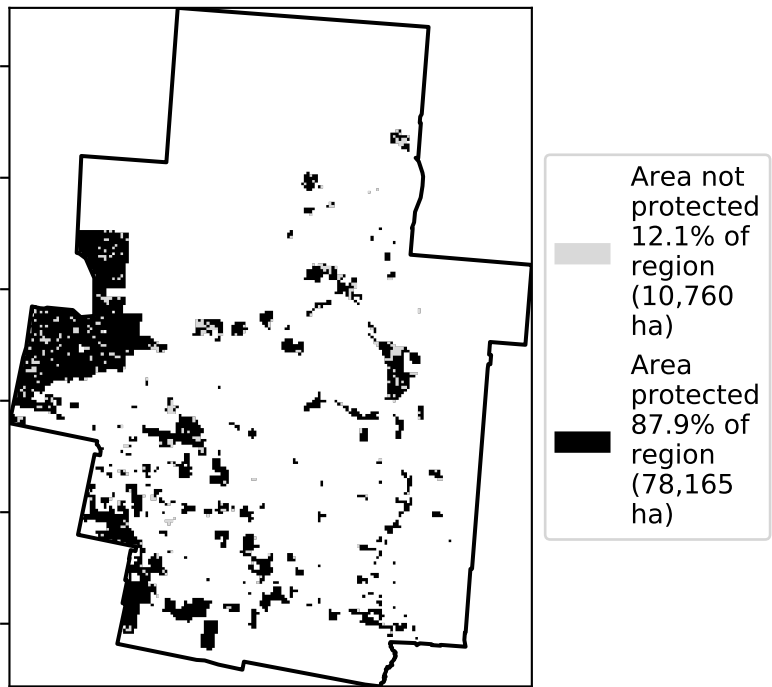 Area not
protected
12.1% of
region
(10,760
ha)
Area
protected
87.9% of
region
(78,165
ha)